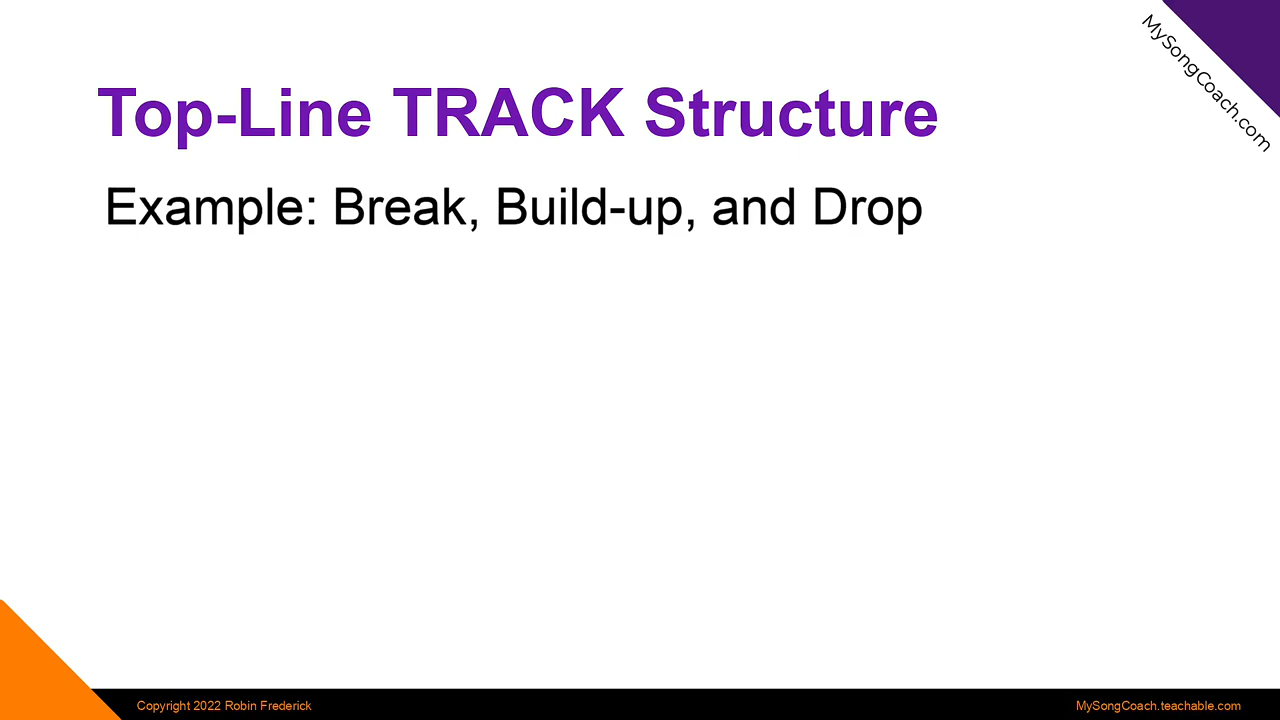 MySongCoach.com
Top-Line TRACK Structure
Example: Break, Build-up, and Drop
Copyright 2022 Robin Frederick
MySongCoach.teachable.com